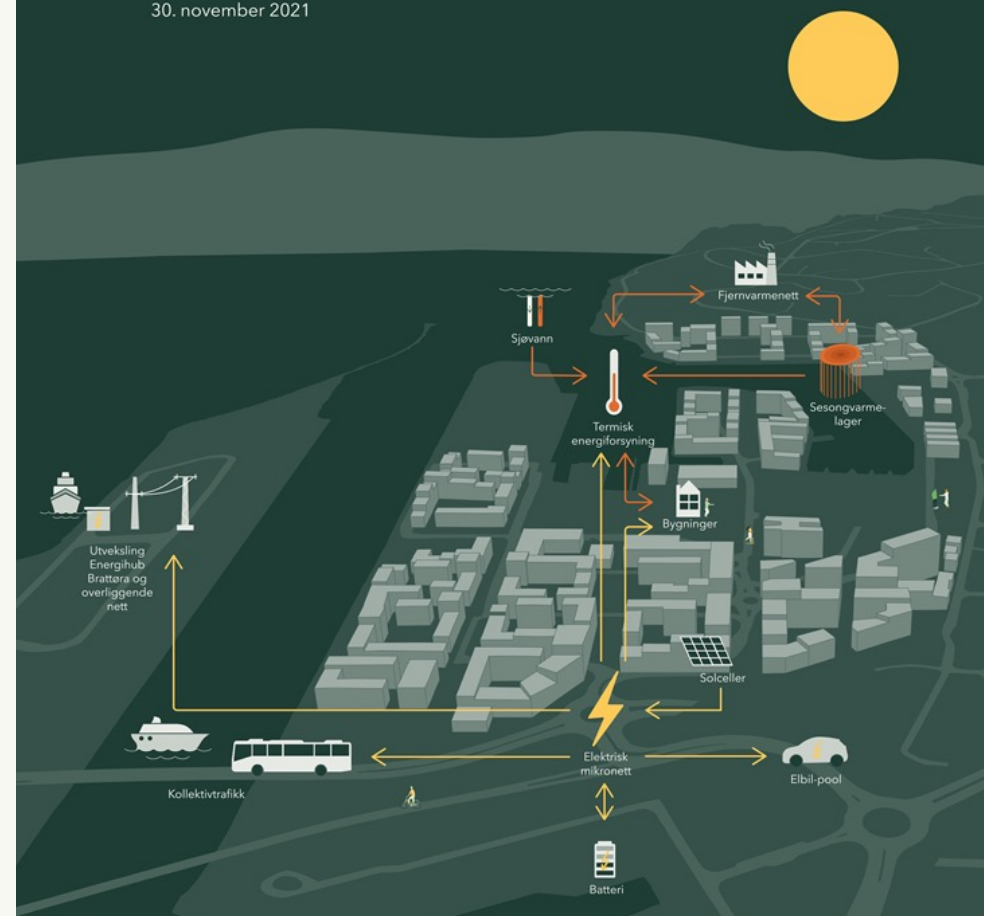 30. november 2021
Fjernvarmenett
Sjøvann
Sesongvarme-
lager
Termisk
energiforsyning
Bygninger
Utveksling
Energihub
Brattøra og
overliggende
nett
Solceller
Elektrisk
mikronett
Elbil-pool
Kollektivtrafikk
Batteri